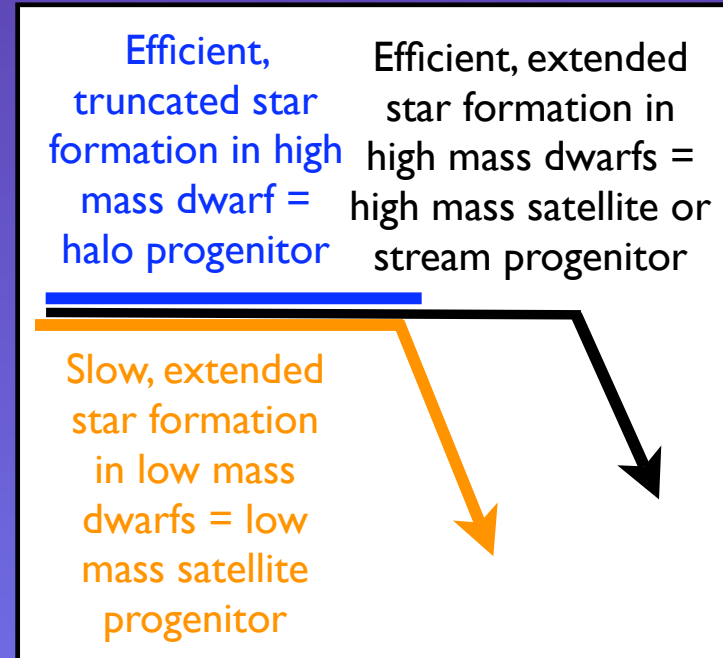 Efficient,
truncated star
formation in high
mass dwarf =
halo progenitor
Efficient, extended
star formation in
high mass dwarfs =
high mass satellite or
stream progenitor
Slow, extended
star formation
in low mass
dwarfs = low
mass satellite
progenitor